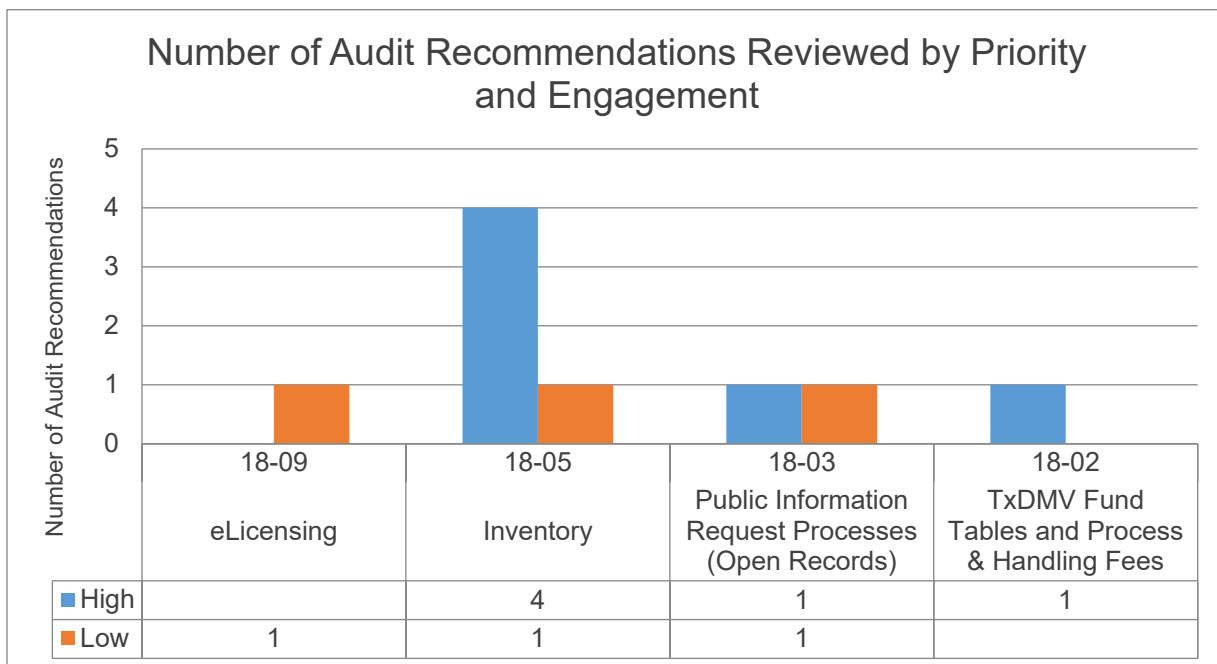 Number of Audit Recommendations Reviewed by Priority
and Engagement
Number of Audit Recommendations
5
4
3
2
1
0
18-09 18-05 18-03 18-02
eLicensing
Inventory
Public Information
Request Processes
(Open Records)
TxDMV Fund
Tables and Process
& Handling Fees
High 4 1 1
Low 1 1 1